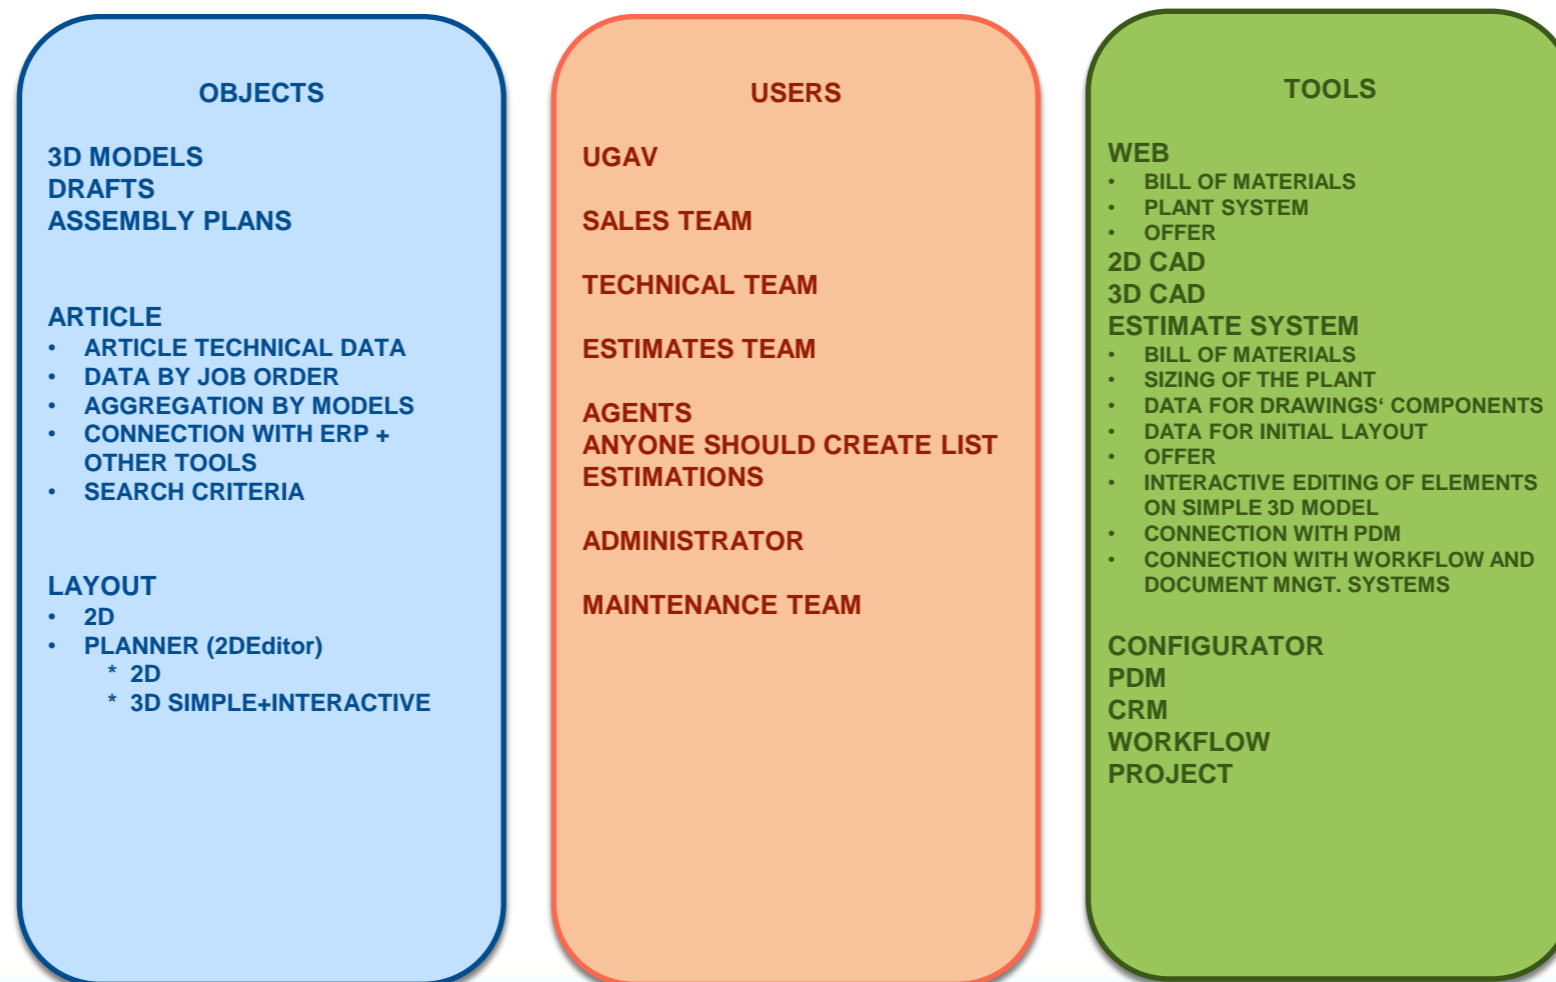 OBJECTS
3D MODELS
DRAFTS
ASSEMBLY PLANS
ARTICLE
• ARTICLE TECHNICAL DATA
• DATA BY JOB ORDER
• AGGREGATION BY MODELS
• CONNECTION WITH ERP +
OTHER TOOLS
• SEARCH CRITERIA
LAYOUT
• 2D
• PLANNER (2DEditor)
* 2D
* 3D SIMPLE+INTERACTIVE
USERS
UGAV
SALES TEAM
TECHNICAL TEAM
ESTIMATES TEAM
AGENTS
ANYONE SHOULD CREATE LIST
ESTIMATIONS
ADMINISTRATOR
MAINTENANCE TEAM
TOOLS
WEB
• BILL OF MATERIALS
• PLANT SYSTEM
• OFFER
2D CAD
3D CAD
ESTIMATE SYSTEM
• BILL OF MATERIALS
• SIZING OF THE PLANT
• DATA FOR DRAWINGS‘ COMPONENTS
• DATA FOR INITIAL LAYOUT
• OFFER
• INTERACTIVE EDITING OF ELEMENTS
ON SIMPLE 3D MODEL
• CONNECTION WITH PDM
• CONNECTION WITH WORKFLOW AND
DOCUMENT MNGT. SYSTEMS
CONFIGURATOR
PDM
CRM
WORKFLOW
PROJECT